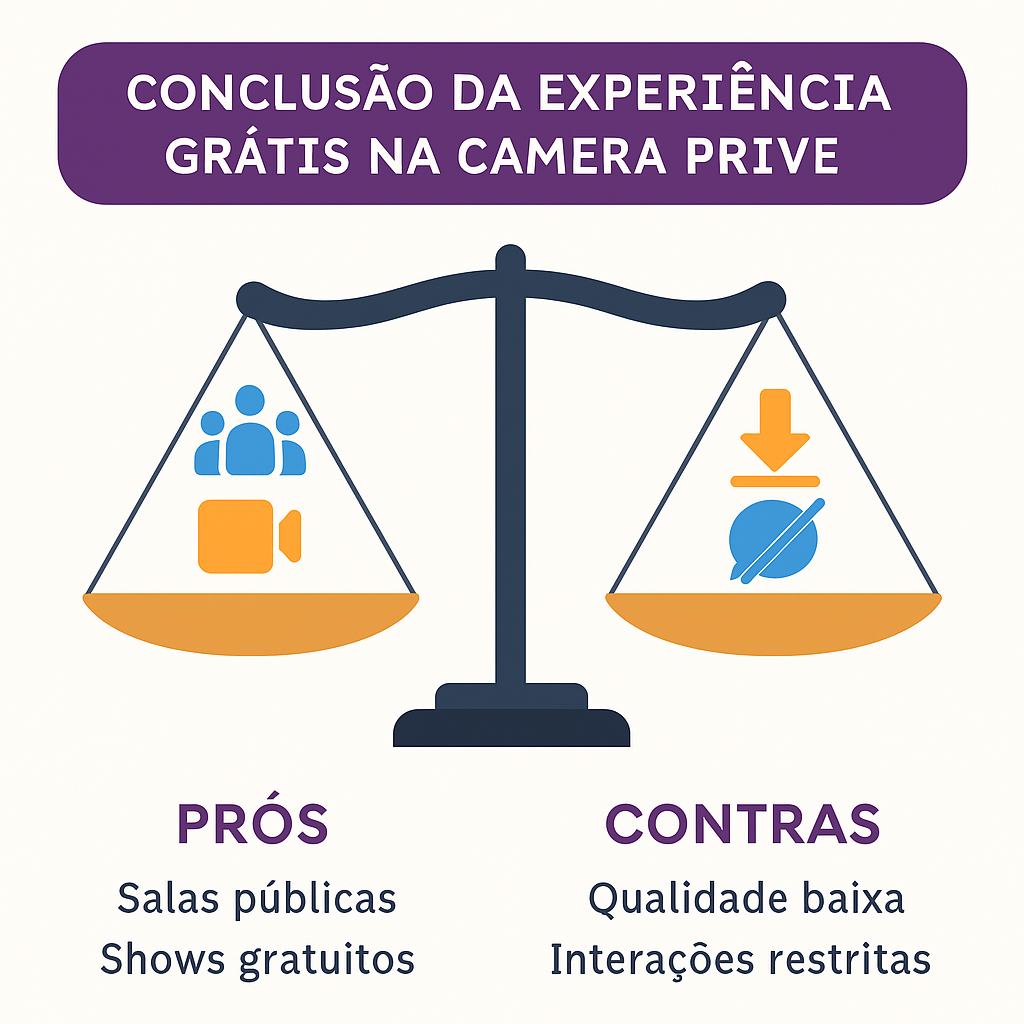 CONCLUSÃO DA EXPERIÊNCIA
GRÁTIS NA CAMERA PRIVE
PRÓS
Salas públicas
Shows gratuitos
CONTRAS
Qualidade baixa
Interações restritas